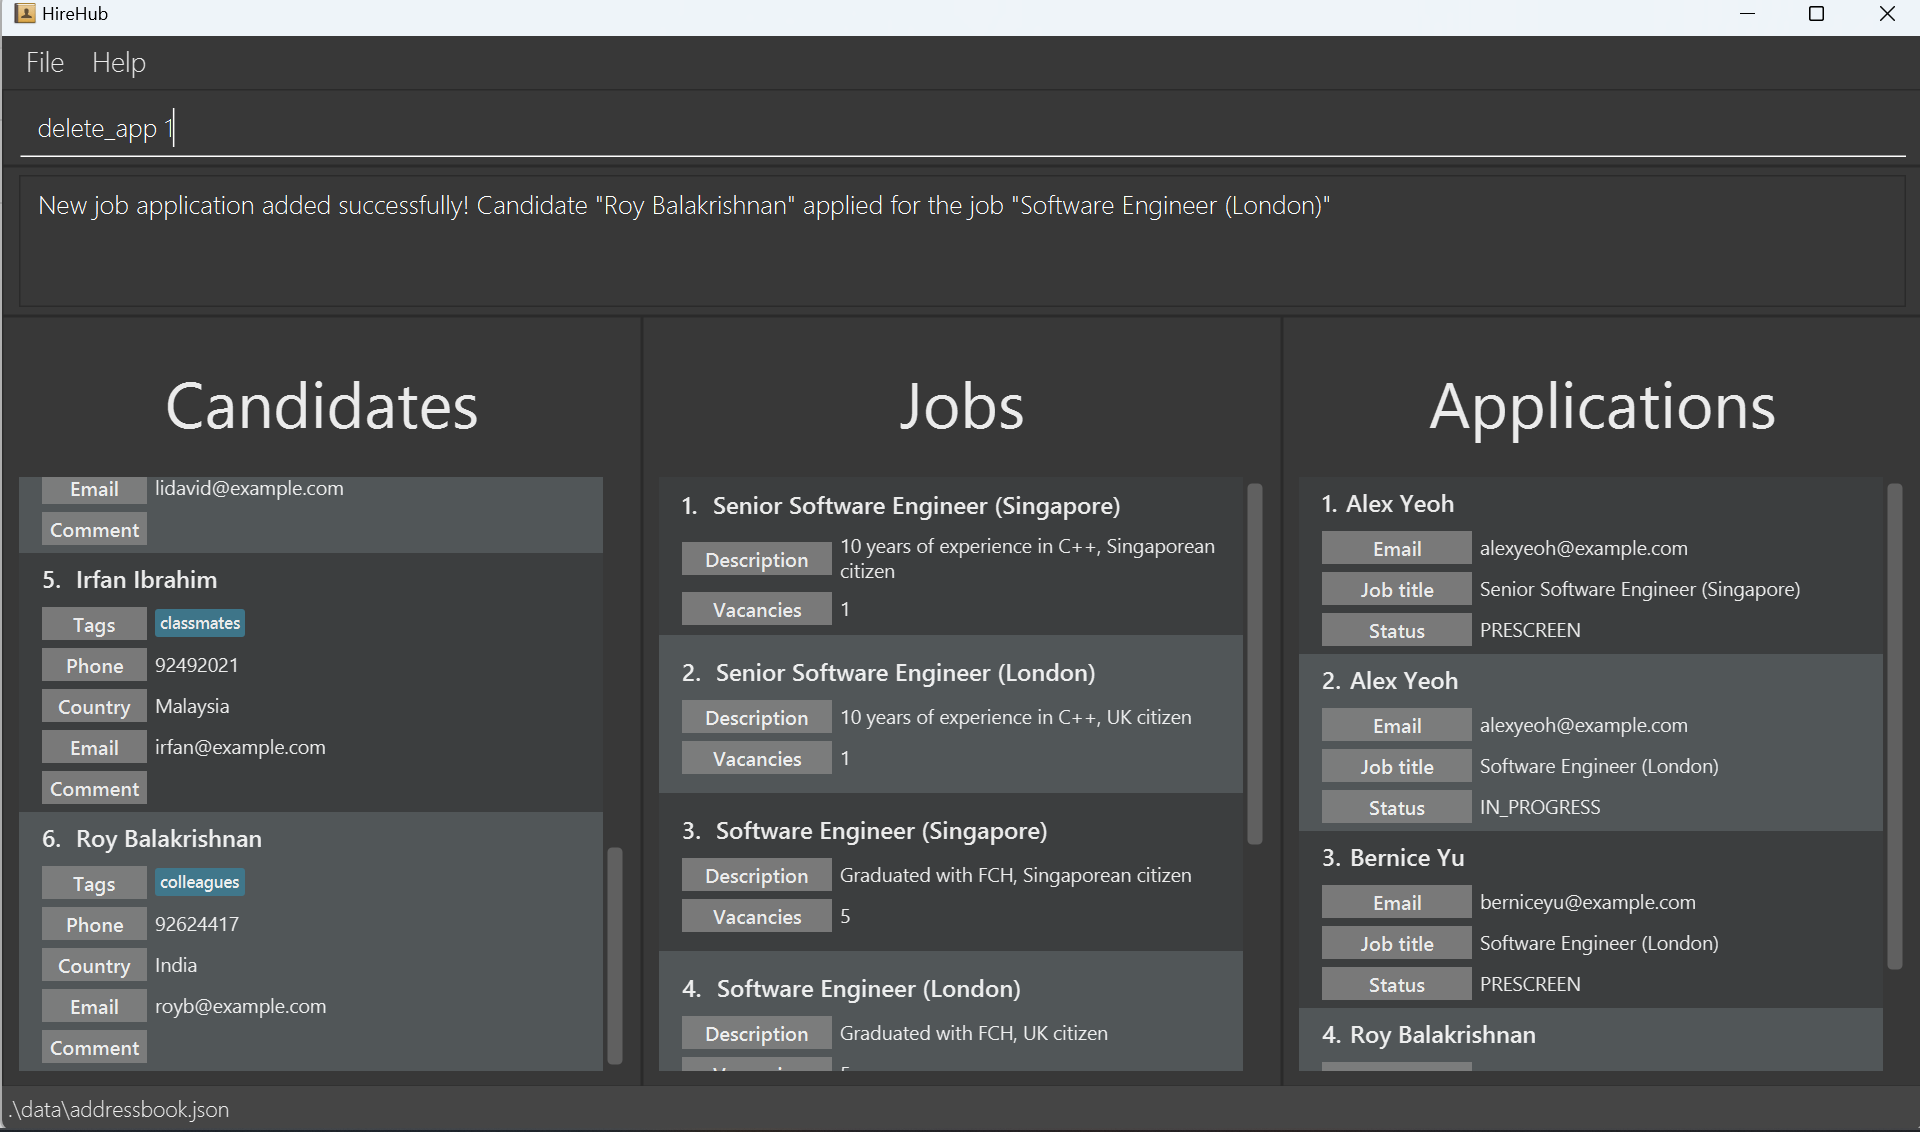 HireHub
File Help
delete_app 1
New job application added successfully! Candidate "Roy Balakrishnan" applied for the job "Software Engineer (London)"
Candidates
Email lidavid@example.com
Comment
5. Irfan Ibrahim
Tags classmates
Phone 92492021
Country Malaysia
Email irfan@example.com
Comment
6. Roy Balakrishnan
Tags colleagues
Phone 92624417
Country India
Email royb@example.com
Comment
Jobs
1. Senior Software Engineer (Singapore)
Description 10 years of experience in C++, Singaporean
citizen
Vacancies 1
2. Senior Software Engineer (London)
Description 10 years of experience in C++, UK citizen
Vacancies 1
3. Software Engineer (Singapore)
Description Graduated with FCH, Singaporean citizen
Vacancies 5
4. Software Engineer (London)
Description Graduated with FCH, UK citizen
Applications
1. Alex Yeoh
Email alexyeoh@example.com
Job title Senior Software Engineer (Singapore)
Status PRESCREEN
2. Alex Yeoh
Email alexyeoh@example.com
Job title Software Engineer (London)
Status IN_PROGRESS
3. Bernice Yu
Email berniceyu@example.com
Job title Software Engineer (London)
Status PRESCREEN
4. Roy Balakrishnan
.\data\addressbook.json